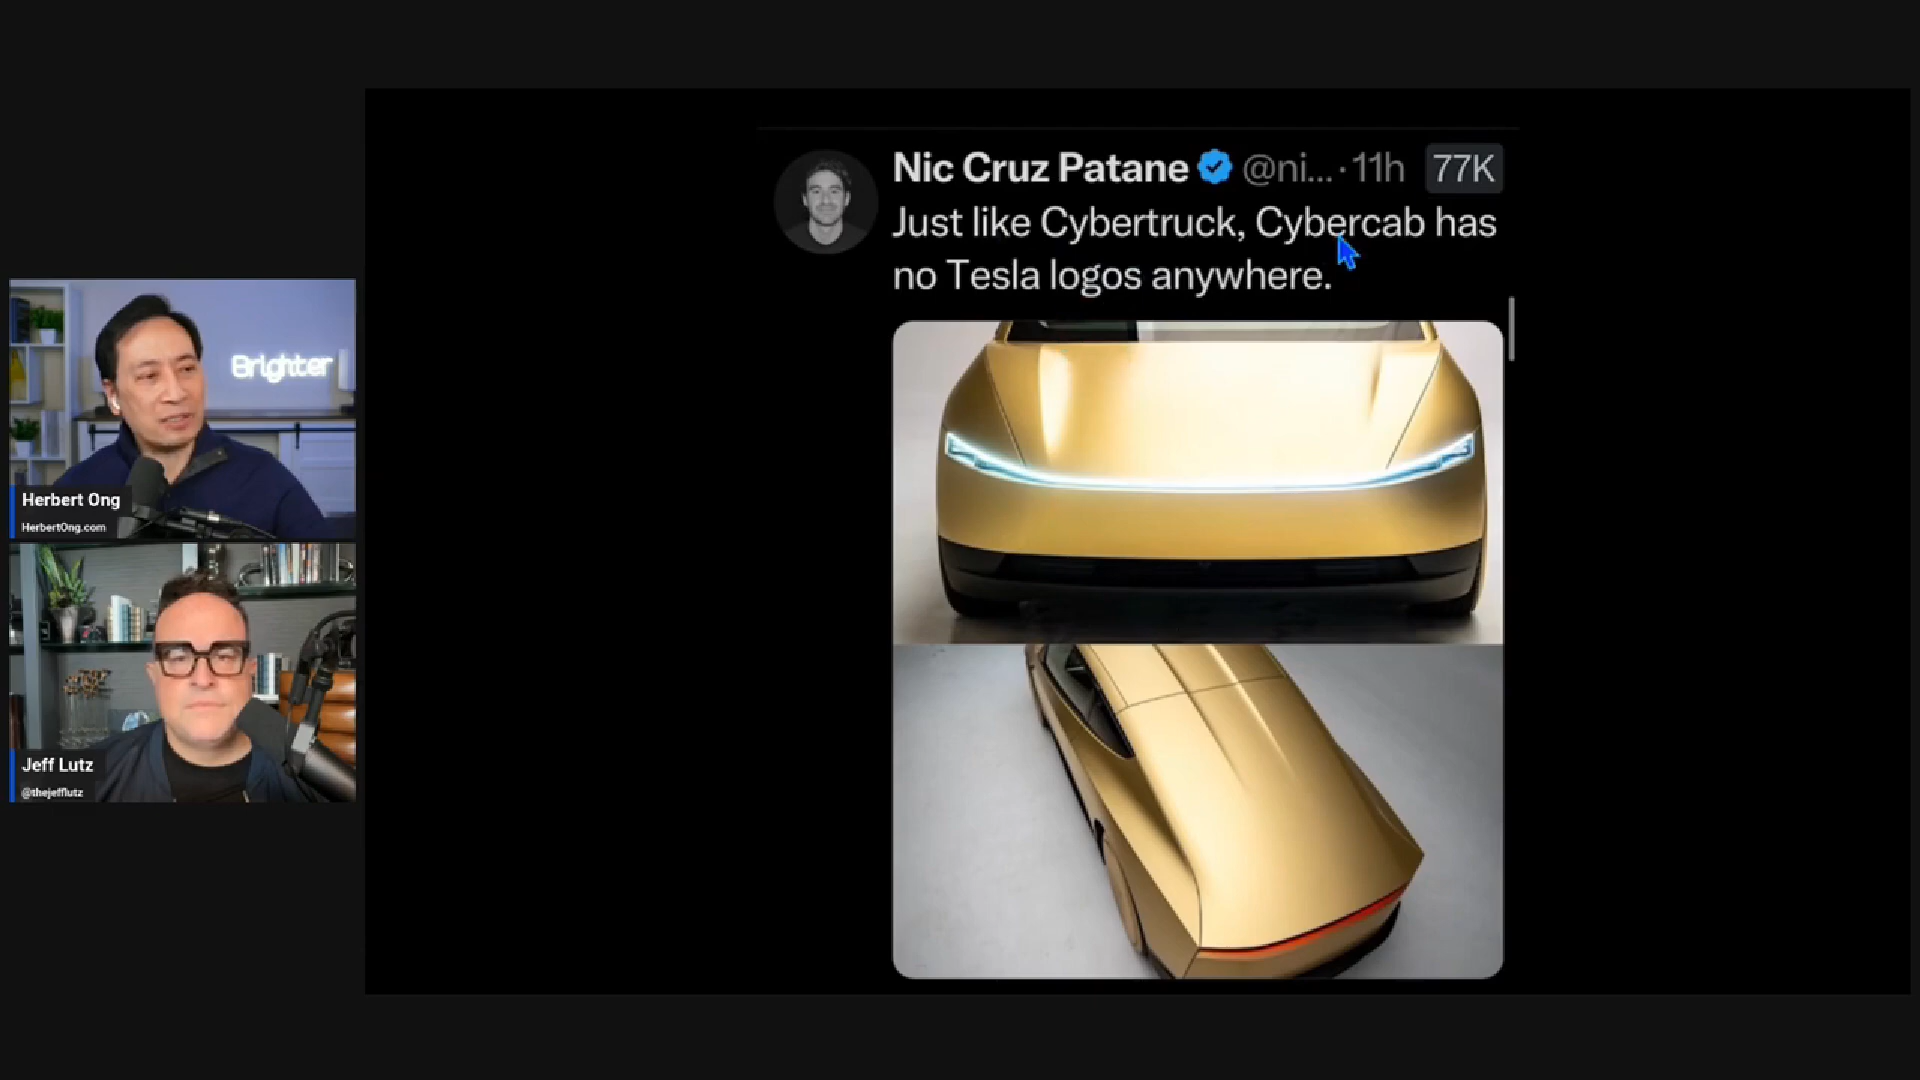 Nic Cruz Patane @ni... · 11h 77K
Just like Cybertruck, Cybercab has
no Tesla logos anywhere.
Brighter
Herbert Ong
HerbertOng.com
Jeff Lutz
@thejefflutz